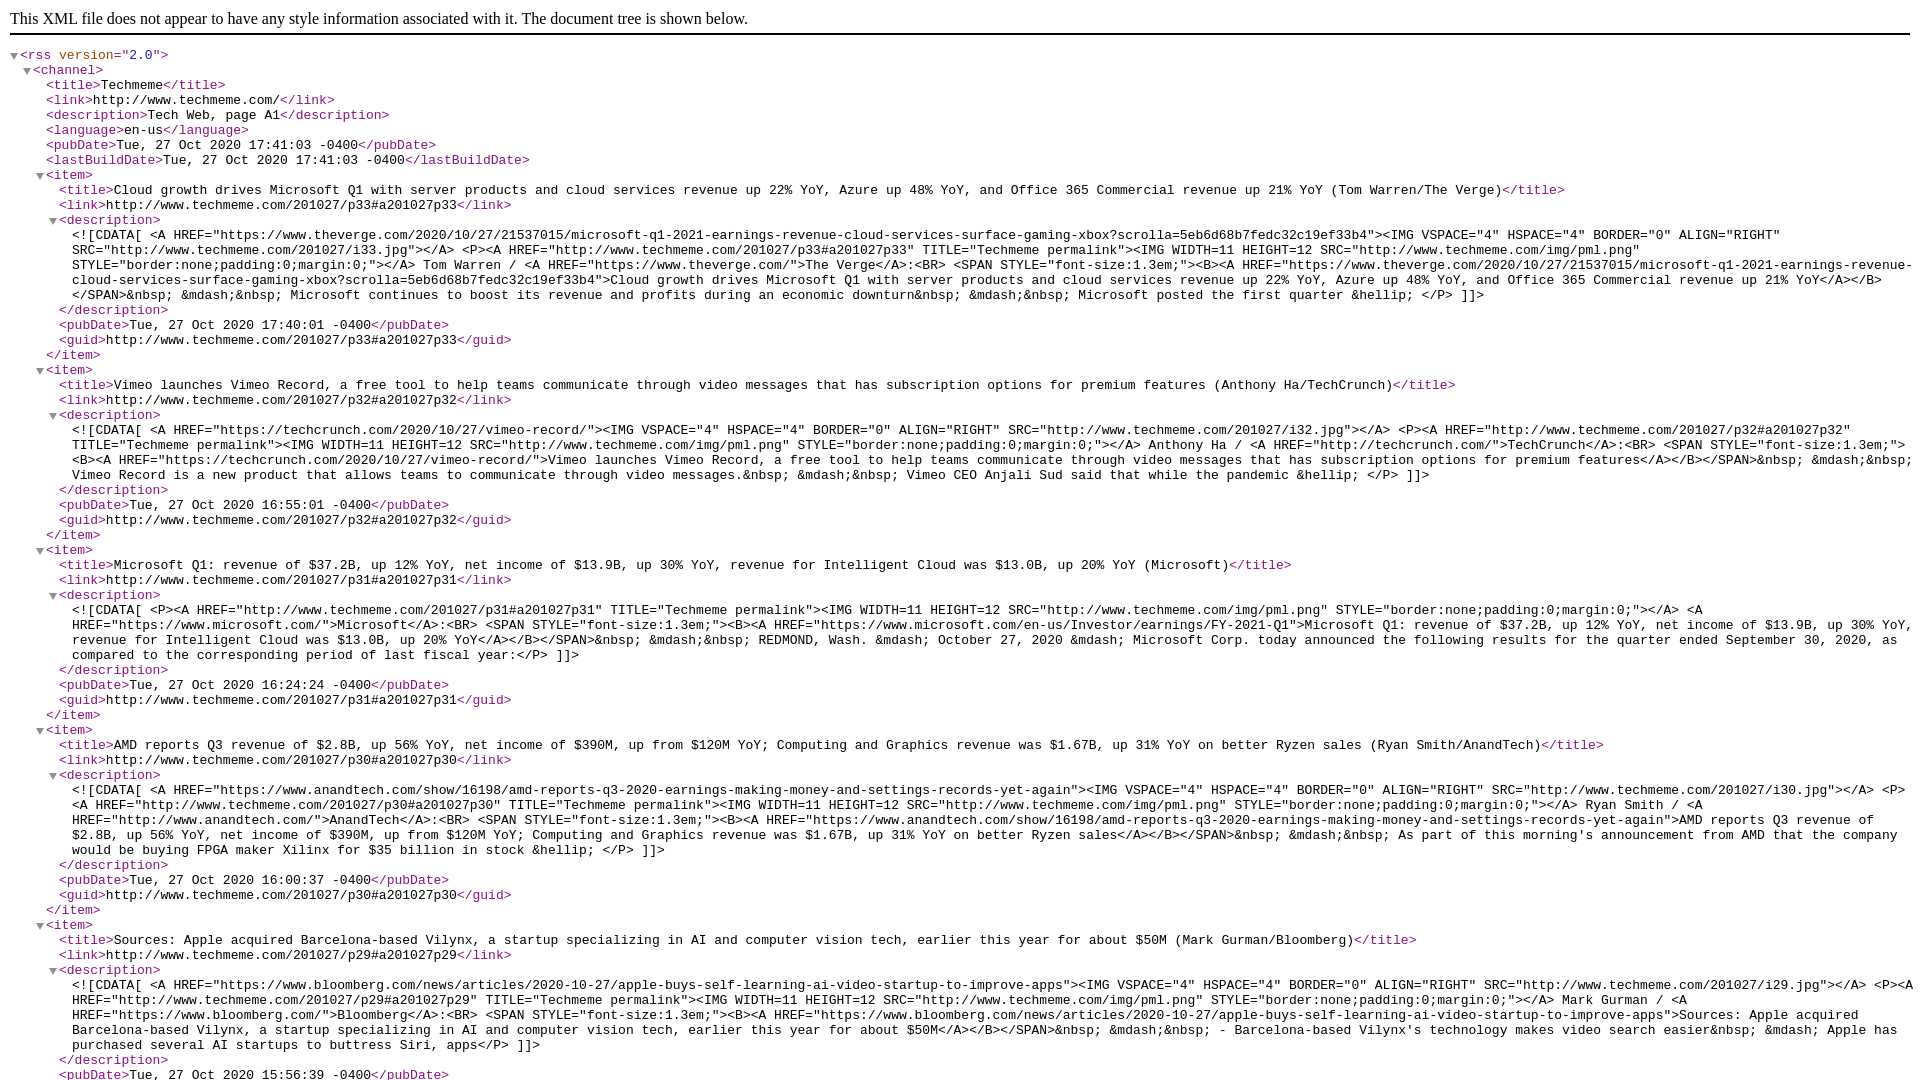 This XML file does not appear to have any style information associated with it. The document tree is shown below.
<rss version="2.0">
<channel>
<title>Techmeme</title>
<link>http://www.techmeme.com/</link>
<description>Tech Web, page A1</description>
<language>en-us</language>
<pubDate>Tue, 27 Oct 2020 17:41:03 -0400</pubDate>
<lastBuildDate>Tue, 27 Oct 2020 17:41:03 -0400</lastBuildDate>
<item>
<title>Cloud growth drives Microsoft Q1 with server products and cloud services revenue up 22% YoY, Azure up 48% YoY, and Office 365 Commercial revenue up 21% YoY (Tom Warren/The Verge)</title>
<link>http://www.techmeme.com/201027/p33#a201027p33</link>
<description>
<![CDATA[ <A HREF="https://www.theverge.com/2020/10/27/21537015/microsoft-q1-2021-earnings-revenue-cloud-services-surface-gaming-xbox?scrolla=5eb6d68b7fedc32c19ef33b4"><IMG VSPACE="4" HSPACE="4" BORDER="0" ALIGN="RIGHT"
SRC="http://www.techmeme.com/201027/i33.jpg"></A> <P><A HREF="http://www.techmeme.com/201027/p33#a201027p33" TITLE="Techmeme permalink"><IMG WIDTH=11 HEIGHT=12 SRC="http://www.techmeme.com/img/pml.png"
STYLE="border:none;padding:0;margin:0;"></A> Tom Warren / <A HREF="https://www.theverge.com/">The Verge</A>:<BR> <SPAN STYLE="font-size:1.3em;"><B><A HREF="https://www.theverge.com/2020/10/27/21537015/microsoft-q1-2021-earnings-revenue-
cloud-services-surface-gaming-xbox?scrolla=5eb6d68b7fedc32c19ef33b4">Cloud growth drives Microsoft Q1 with server products and cloud services revenue up 22% YoY, Azure up 48% YoY, and Office 365 Commercial revenue up 21% YoY</A></B>
</SPAN>&nbsp; &mdash;&nbsp; Microsoft continues to boost its revenue and profits during an economic downturn&nbsp; &mdash;&nbsp; Microsoft posted the first quarter &hellip; </P> ]]>
</description>
<pubDate>Tue, 27 Oct 2020 17:40:01 -0400</pubDate>
<guid>http://www.techmeme.com/201027/p33#a201027p33</guid>
</item>
<item>
<title>Vimeo launches Vimeo Record, a free tool to help teams communicate through video messages that has subscription options for premium features (Anthony Ha/TechCrunch)</title>
<link>http://www.techmeme.com/201027/p32#a201027p32</link>
<description>
<![CDATA[ <A HREF="https://techcrunch.com/2020/10/27/vimeo-record/"><IMG VSPACE="4" HSPACE="4" BORDER="0" ALIGN="RIGHT" SRC="http://www.techmeme.com/201027/i32.jpg"></A> <P><A HREF="http://www.techmeme.com/201027/p32#a201027p32"
TITLE="Techmeme permalink"><IMG WIDTH=11 HEIGHT=12 SRC="http://www.techmeme.com/img/pml.png" STYLE="border:none;padding:0;margin:0;"></A> Anthony Ha / <A HREF="http://techcrunch.com/">TechCrunch</A>:<BR> <SPAN STYLE="font-size:1.3em;">
<B><A HREF="https://techcrunch.com/2020/10/27/vimeo-record/">Vimeo launches Vimeo Record, a free tool to help teams communicate through video messages that has subscription options for premium features</A></B></SPAN>&nbsp; &mdash;&nbsp;
Vimeo Record is a new product that allows teams to communicate through video messages.&nbsp; &mdash;&nbsp; Vimeo CEO Anjali Sud said that while the pandemic &hellip; </P> ]]>
</description>
<pubDate>Tue, 27 Oct 2020 16:55:01 -0400</pubDate>
<guid>http://www.techmeme.com/201027/p32#a201027p32</guid>
</item>
<item>
<title>Microsoft Q1: revenue of $37.2B, up 12% YoY, net income of $13.9B, up 30% YoY, revenue for Intelligent Cloud was $13.0B, up 20% YoY (Microsoft)</title>
<link>http://www.techmeme.com/201027/p31#a201027p31</link>
<description>
<![CDATA[ <P><A HREF="http://www.techmeme.com/201027/p31#a201027p31" TITLE="Techmeme permalink"><IMG WIDTH=11 HEIGHT=12 SRC="http://www.techmeme.com/img/pml.png" STYLE="border:none;padding:0;margin:0;"></A> <A
HREF="https://www.microsoft.com/">Microsoft</A>:<BR> <SPAN STYLE="font-size:1.3em;"><B><A HREF="https://www.microsoft.com/en-us/Investor/earnings/FY-2021-Q1">Microsoft Q1: revenue of $37.2B, up 12% YoY, net income of $13.9B, up 30% YoY,
revenue for Intelligent Cloud was $13.0B, up 20% YoY</A></B></SPAN>&nbsp; &mdash;&nbsp; REDMOND, Wash. &mdash; October 27, 2020 &mdash; Microsoft Corp. today announced the following results for the quarter ended September 30, 2020, as
compared to the corresponding period of last fiscal year:</P> ]]>
</description>
<pubDate>Tue, 27 Oct 2020 16:24:24 -0400</pubDate>
<guid>http://www.techmeme.com/201027/p31#a201027p31</guid>
</item>
<item>
<title>AMD reports Q3 revenue of $2.8B, up 56% YoY, net income of $390M, up from $120M YoY; Computing and Graphics revenue was $1.67B, up 31% YoY on better Ryzen sales (Ryan Smith/AnandTech)</title>
<link>http://www.techmeme.com/201027/p30#a201027p30</link>
<description>
<![CDATA[ <A HREF="https://www.anandtech.com/show/16198/amd-reports-q3-2020-earnings-making-money-and-settings-records-yet-again"><IMG VSPACE="4" HSPACE="4" BORDER="0" ALIGN="RIGHT" SRC="http://www.techmeme.com/201027/i30.jpg"></A> <P>
<A HREF="http://www.techmeme.com/201027/p30#a201027p30" TITLE="Techmeme permalink"><IMG WIDTH=11 HEIGHT=12 SRC="http://www.techmeme.com/img/pml.png" STYLE="border:none;padding:0;margin:0;"></A> Ryan Smith / <A
HREF="http://www.anandtech.com/">AnandTech</A>:<BR> <SPAN STYLE="font-size:1.3em;"><B><A HREF="https://www.anandtech.com/show/16198/amd-reports-q3-2020-earnings-making-money-and-settings-records-yet-again">AMD reports Q3 revenue of
$2.8B, up 56% YoY, net income of $390M, up from $120M YoY; Computing and Graphics revenue was $1.67B, up 31% YoY on better Ryzen sales</A></B></SPAN>&nbsp; &mdash;&nbsp; As part of this morning's announcement from AMD that the company
would be buying FPGA maker Xilinx for $35 billion in stock &hellip; </P> ]]>
</description>
<pubDate>Tue, 27 Oct 2020 16:00:37 -0400</pubDate>
<guid>http://www.techmeme.com/201027/p30#a201027p30</guid>
</item>
<item>
<title>Sources: Apple acquired Barcelona-based Vilynx, a startup specializing in AI and computer vision tech, earlier this year for about $50M (Mark Gurman/Bloomberg)</title>
<link>http://www.techmeme.com/201027/p29#a201027p29</link>
<description>
<![CDATA[ <A HREF="https://www.bloomberg.com/news/articles/2020-10-27/apple-buys-self-learning-ai-video-startup-to-improve-apps"><IMG VSPACE="4" HSPACE="4" BORDER="0" ALIGN="RIGHT" SRC="http://www.techmeme.com/201027/i29.jpg"></A> <P><A
HREF="http://www.techmeme.com/201027/p29#a201027p29" TITLE="Techmeme permalink"><IMG WIDTH=11 HEIGHT=12 SRC="http://www.techmeme.com/img/pml.png" STYLE="border:none;padding:0;margin:0;"></A> Mark Gurman / <A
HREF="https://www.bloomberg.com/">Bloomberg</A>:<BR> <SPAN STYLE="font-size:1.3em;"><B><A HREF="https://www.bloomberg.com/news/articles/2020-10-27/apple-buys-self-learning-ai-video-startup-to-improve-apps">Sources: Apple acquired
Barcelona-based Vilynx, a startup specializing in AI and computer vision tech, earlier this year for about $50M</A></B></SPAN>&nbsp; &mdash;&nbsp; - Barcelona-based Vilynx's technology makes video search easier&nbsp; &mdash; Apple has
purchased several AI startups to buttress Siri, apps</P> ]]>
</description>
<pubDate>Tue, 27 Oct 2020 15:56:39 -0400</pubDate>